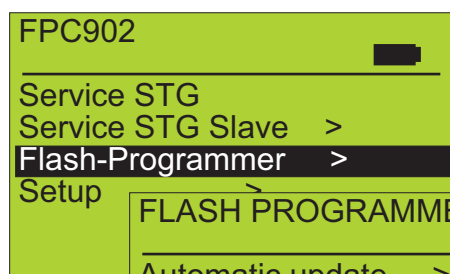 FPC902
Service STG
Service STG Slave >
Flash-Programmer >
Setup >
FLASH PROGRAMME
Automatic update >